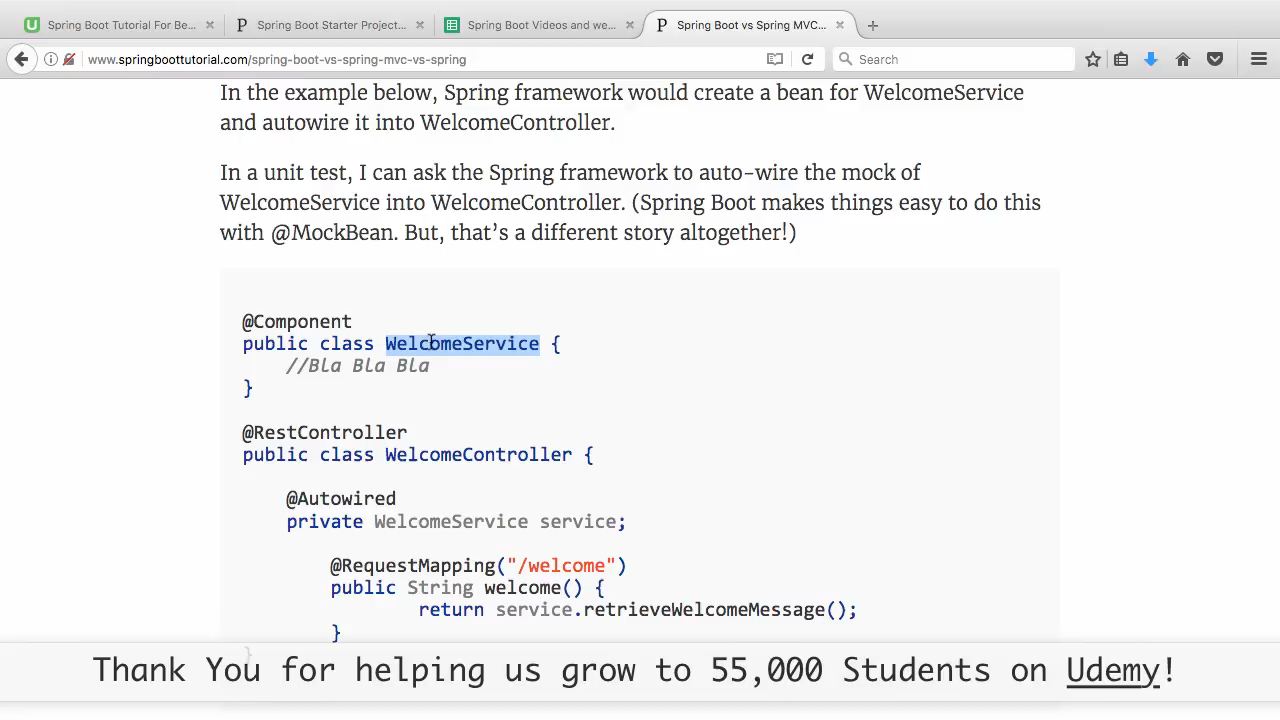 Spring Boot Tutorial For Be...
Spring Boot Starter Project...
Spring Boot Videos and we...
Spring Boot vs Spring MVC...
www.springboottutorial.com/spring-boot-vs-spring-mvc-vs-spring
Search
In the example below, Spring framework would create a bean for WelcomeService
and autowire it into WelcomeController.
In a unit test, I can ask the Spring framework to auto-wire the mock of
WelcomeService into WelcomeController. (Spring Boot makes things easy to do this
with @MockBean. But, that's a different story altogether!)
@Component
public class WelcomeService {
//Bla Bla Bla
}
@RestController
public class WelcomeController {
@Autowired
private WelcomeService service;
@RequestMapping("/welcome")
public String welcome() {
return service.retrieveWelcomeMessage();
}
}
Thank You for helping us grow to 55,000 Students on Udemy!